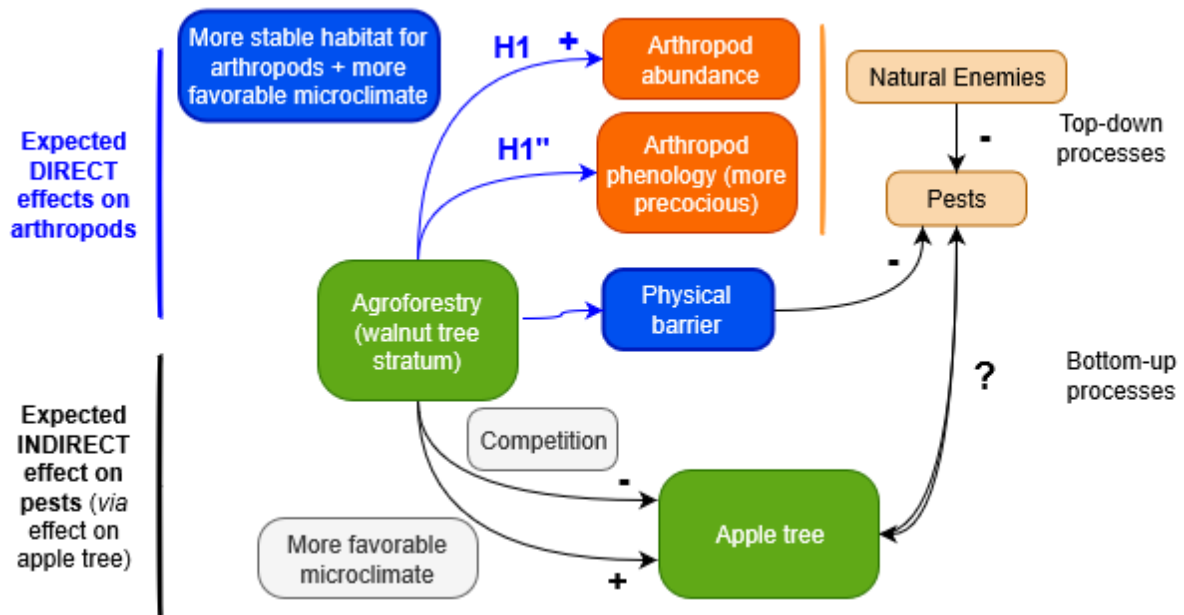 More stable habitat for
arthropods + more
favorable microclimate
H1
+
Arthropod
abundance
Natural Enemies
-
Top-down
processes
Expected
DIRECT
effects on
arthropods
H1"
Arthropod
phenology (more
precocious)
Pests
Agroforestry
(walnut tree
stratum)
Physical
barrier
-
?
Bottom-up
processes
Expected
INDIRECT
effect on
pests (via
effect on
apple tree)
Competition
-
Apple tree
More favorable
microclimate
+